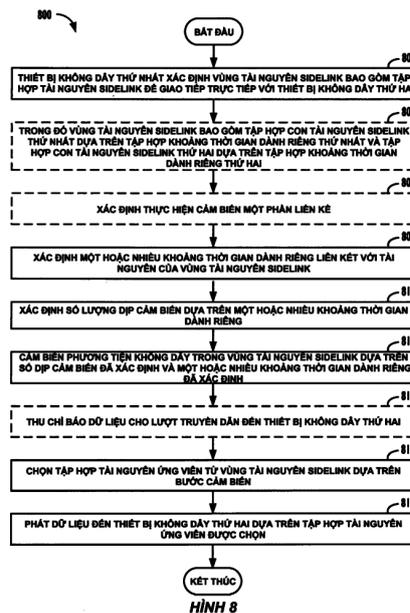 800
BẮT ĐẦU
80
THIẾT BỊ KHÔNG DÂY THỨ NHẤT XÁC ĐỊNH VÙNG TÀI NGUYÊN SIDELINK BAO GỒM TẬP
HỢP TÀI NGUYÊN SIDELINK ĐỂ GIAO TIẾP TRỰC TIẾP VỚI THIẾT BỊ KHÔNG DÂY THỨ HAI
80
TRONG ĐÓ VÙNG TÀI NGUYÊN SIDELINK BAO GỒM TẬP HỢP CON TÀI NGUYÊN SIDELINK
THỨ NHẤT DỰA TRÊN TẬP HỢP KHOẢNG THỜI GIAN DÀNH RIÊNG THỨ NHẤT VÀ TẬP
HỢP CON TÀI NGUYÊN SIDELINK THỨ HAI DỰA TRÊN TẬP HỢP KHOẢNG THỜI GIAN
DÀNH RIÊNG THỨ HAI
80
XÁC ĐỊNH THỰC HIỆN CẢM BIẾN MỘT PHẦN LIỀN KỀ
80
XÁC ĐỊNH MỘT HOẶC NHIỀU KHOẢNG THỜI GIAN DÀNH RIÊNG LIÊN KẾT VỚI TÀI
NGUYÊN CỦA VÙNG TÀI NGUYÊN SIDELINK
81
XÁC ĐỊNH SỐ LƯỢNG DỊP CẢM BIẾN DỰA TRÊN MỘT HOẶC NHIỀU KHOẢNG THỜI GIAN
DÀNH RIÊNG
81
CẢM BIẾN PHƯƠNG TIỆN KHÔNG DÂY TRONG VÙNG TÀI NGUYÊN SIDELINK DỰA TRÊN
SỐ DỊP CẢM BIẾN ĐÃ XÁC ĐỊNH VÀ MỘT HOẶC NHIỀU KHOẢNG THỜI GIAN DÀNH RIÊNG
ĐÃ XÁC ĐỊNH
81
THU CHỈ BÁO DỮ LIỆU CHO LƯỢT TRUYỀN DẪN ĐẾN THIẾT BỊ KHÔNG DÂY THỨ HAI
81
CHỌN TẬP HỢP TÀI NGUYÊN ỨNG VIÊN TỪ VÙNG TÀI NGUYÊN SIDELINK DỰA TRÊN
BƯỚC CẢM BIẾN
81
PHÁT DỮ LIỆU ĐẾN THIẾT BỊ KHÔNG DÂY THỨ HAI DỰA TRÊN TẬP HỢP TÀI NGUYÊN
ỨNG VIÊN ĐƯỢC CHỌN
KẾT THÚC
HÌNH 8